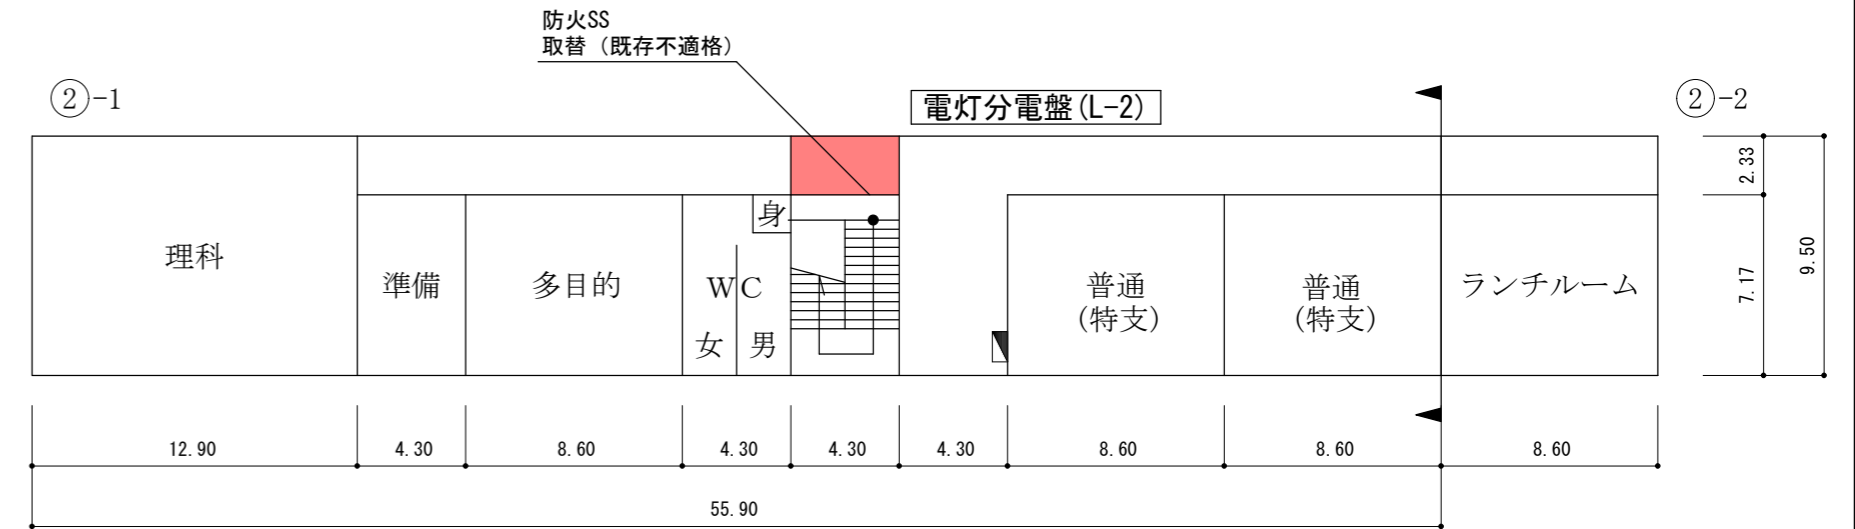 防火SS
取替（既存不適格）
②-1
電灯分電盤(L-2)
②-2
2.33
7.17
9.50
理科
準備
多目的
身
WC
女
男
普通
(特支)
普通
(特支)
ランチルーム
12.90
4.30
8.60
4.30
4.30
4.30
8.60
8.60
8.60
55.90